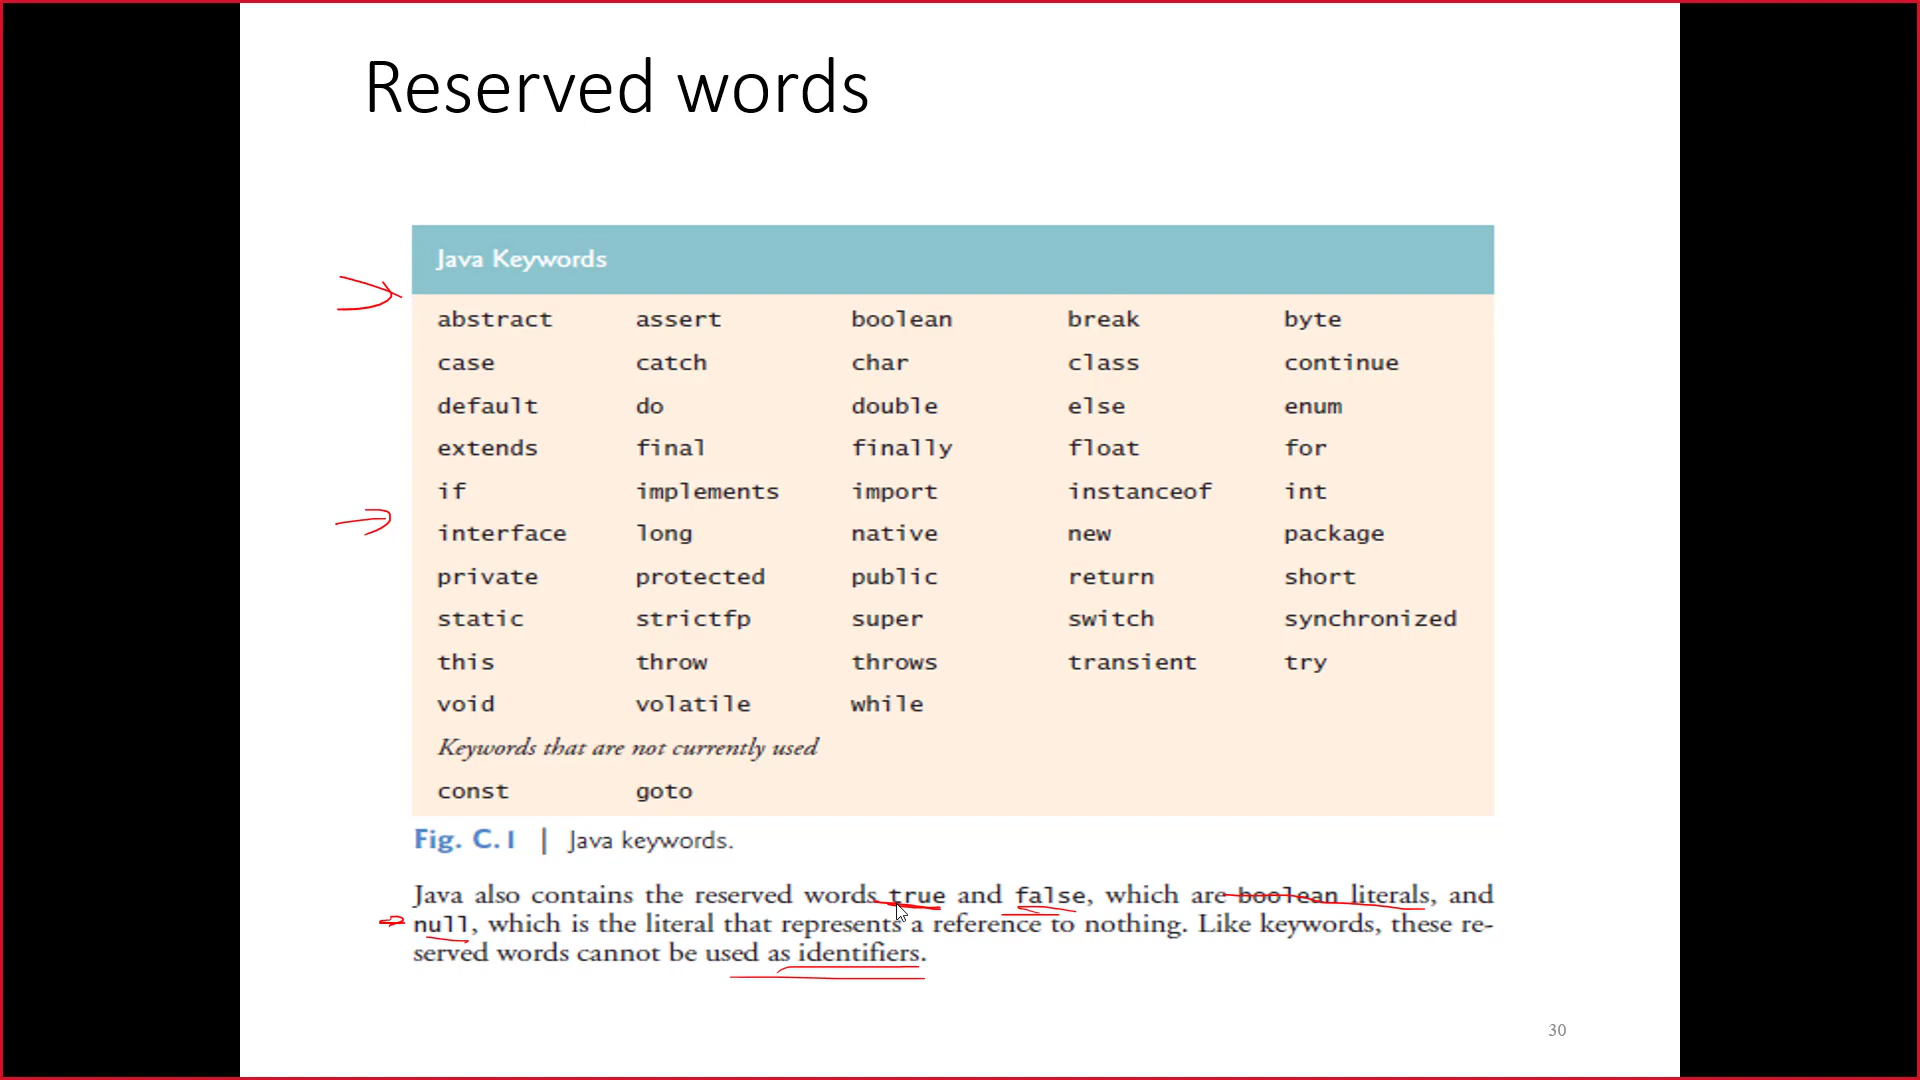 Reserved words
Java Keywords
abstract assert boolean break byte
case catch char class continue
default do double else enum
extends final finally float for
if implements import instanceof int
interface long native new package
private protected public return short
static strictfp super switch synchronized
this throw throws transient try
void volatile while
Keywords that are not currently used
const goto
Fig. C.1 | Java keywords.
Java also contains the reserved words true and false, which are boolean literals, and
null, which is the literal that represents a reference to nothing. Like keywords, these re-
served words cannot be used as identifiers.
30